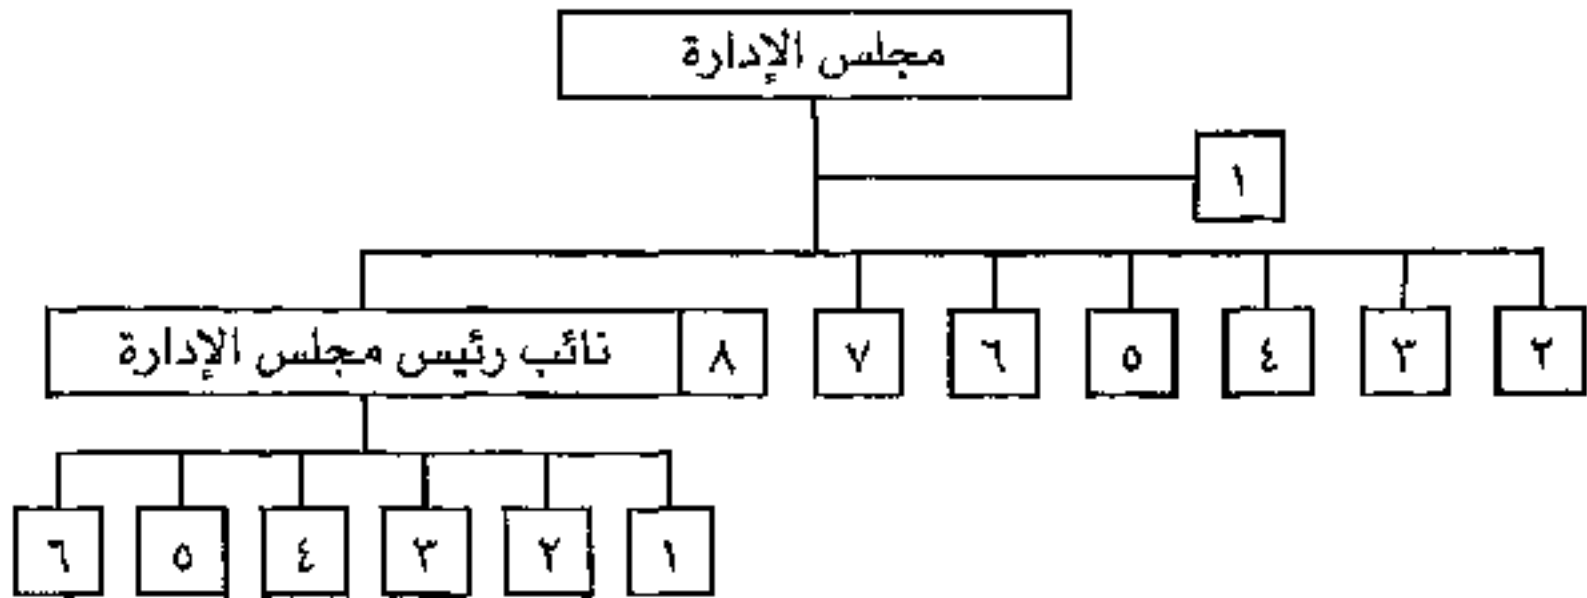 مجلس الإدارة
١
٢ ٣ ٤ ٥ ٦ ٧ ٨ نائب رئيس مجلس الإدارة
١ ٢ ٣ ٤ ٥ ٦